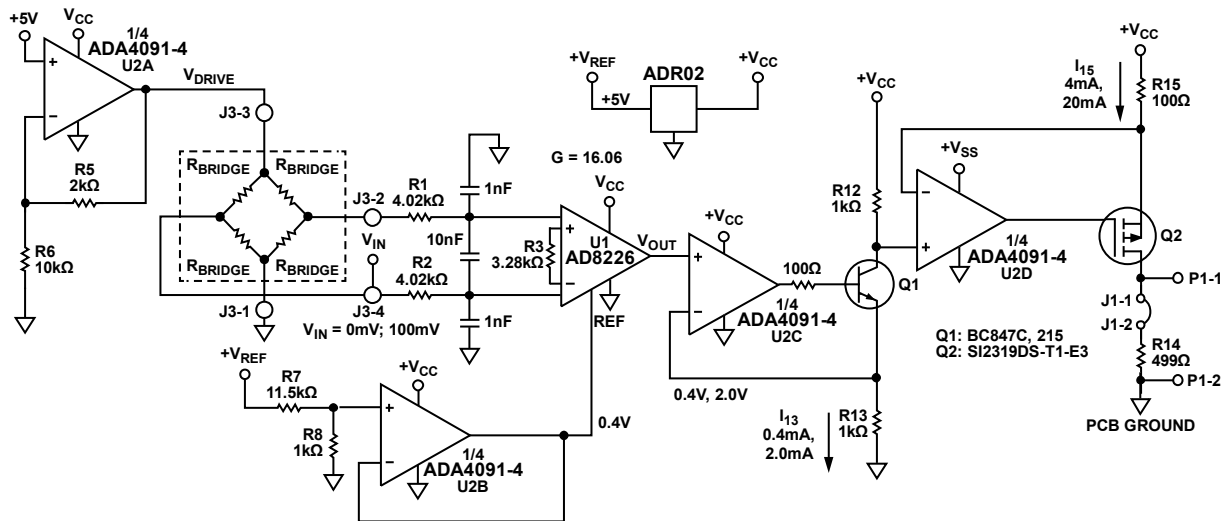 +5V
VCC
1/4
ADA4091-4
U2A
VDRIVE
J3-3
R5
2kΩ
R6
10kΩ
RBRIDGE
RBRIDGE
RBRIDGE
RBRIDGE
J3-1
J3-2
VIN
J3-4
VIN = 0mV; 100mV
R1
4.02kΩ
R2
4.02kΩ
1nF
10nF
1nF
G = 16.06
VCC
R3
3.28kΩ
+
−
U1
AD8226
REF
VOUT
+VREF
+5V
ADR02
+VCC
+VREF
R7
11.5kΩ
R8
1kΩ
+VCC
1/4
ADA4091-4
U2B
0.4V
+VCC
1/4
ADA4091-4
U2C
100Ω
0.4V, 2.0V
+VCC
R12
1kΩ
Q1
I13
0.4mA,
2.0mA
R13
1kΩ
+VSS
1/4
ADA4091-4
U2D
+VCC
I15
4mA,
20mA
R15
100Ω
Q2
P1-1
J1-1
J1-2
R14
499Ω
P1-2
PCB GROUND
Q1: BC847C, 215
Q2: SI2319DS-T1-E3